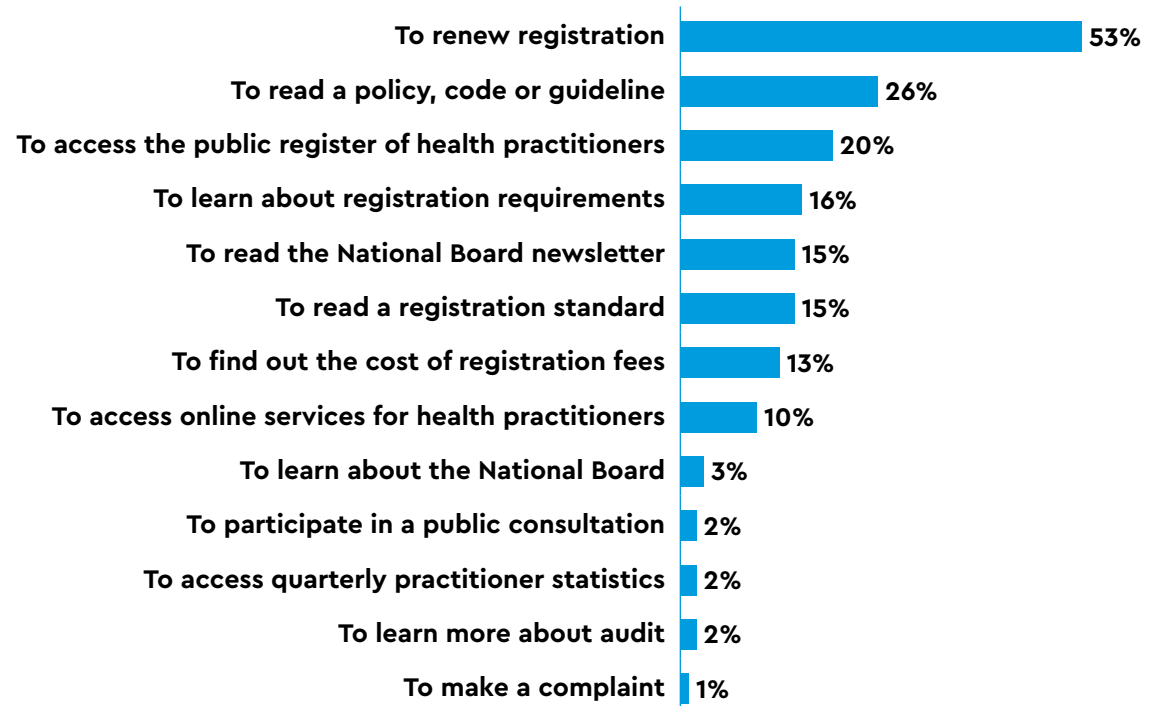 To renew registration 53%
To read a policy, code or guideline 26%
To access the public register of health practitioners 20%
To learn about registration requirements 16%
To read the National Board newsletter 15%
To read a registration standard 15%
To find out the cost of registration fees 13%
To access online services for health practitioners 10%
To learn about the National Board 3%
To participate in a public consultation 2%
To access quarterly practitioner statistics 2%
To learn more about audit 2%
To make a complaint 1%